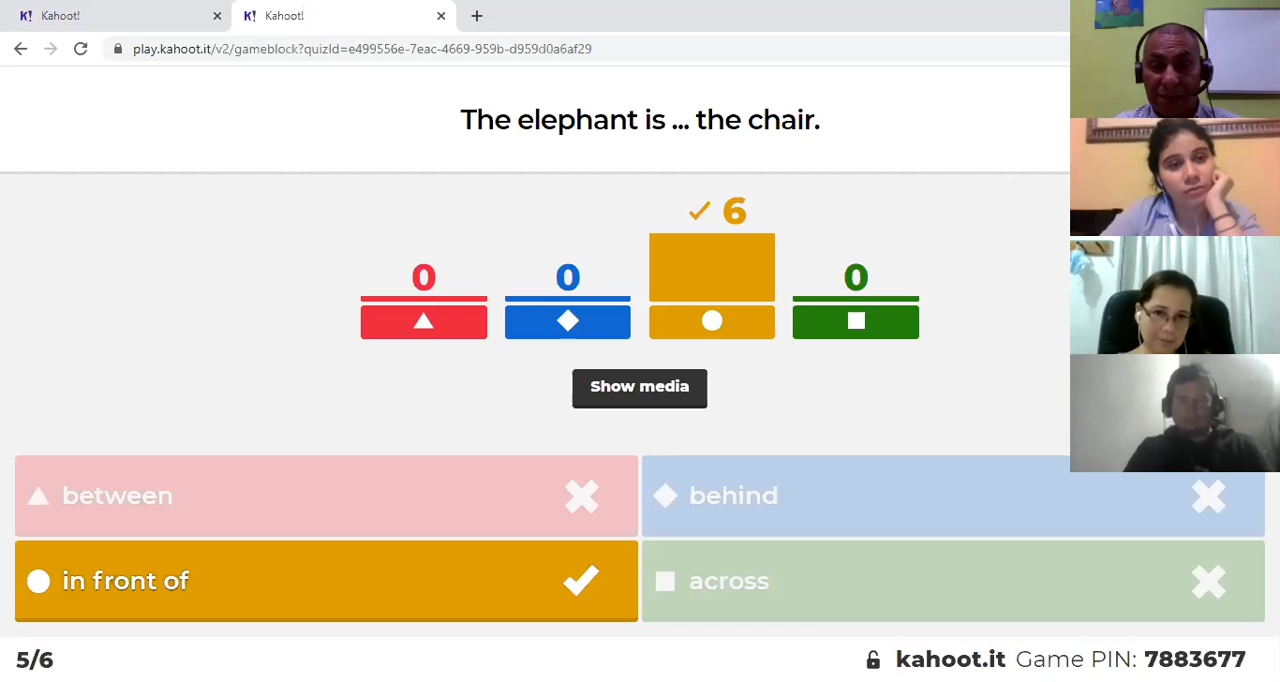 K! Kahoot!
K! Kahoot!
play.kahoot.it/v2/gameblock?quizId=e499556e-7eac-4669-959b-d959d0a6af29
The elephant is ... the chair.
6
0
0
0
Show media
between
behind
in front of
across
5/6
kahoot.it Game PIN: 7883677